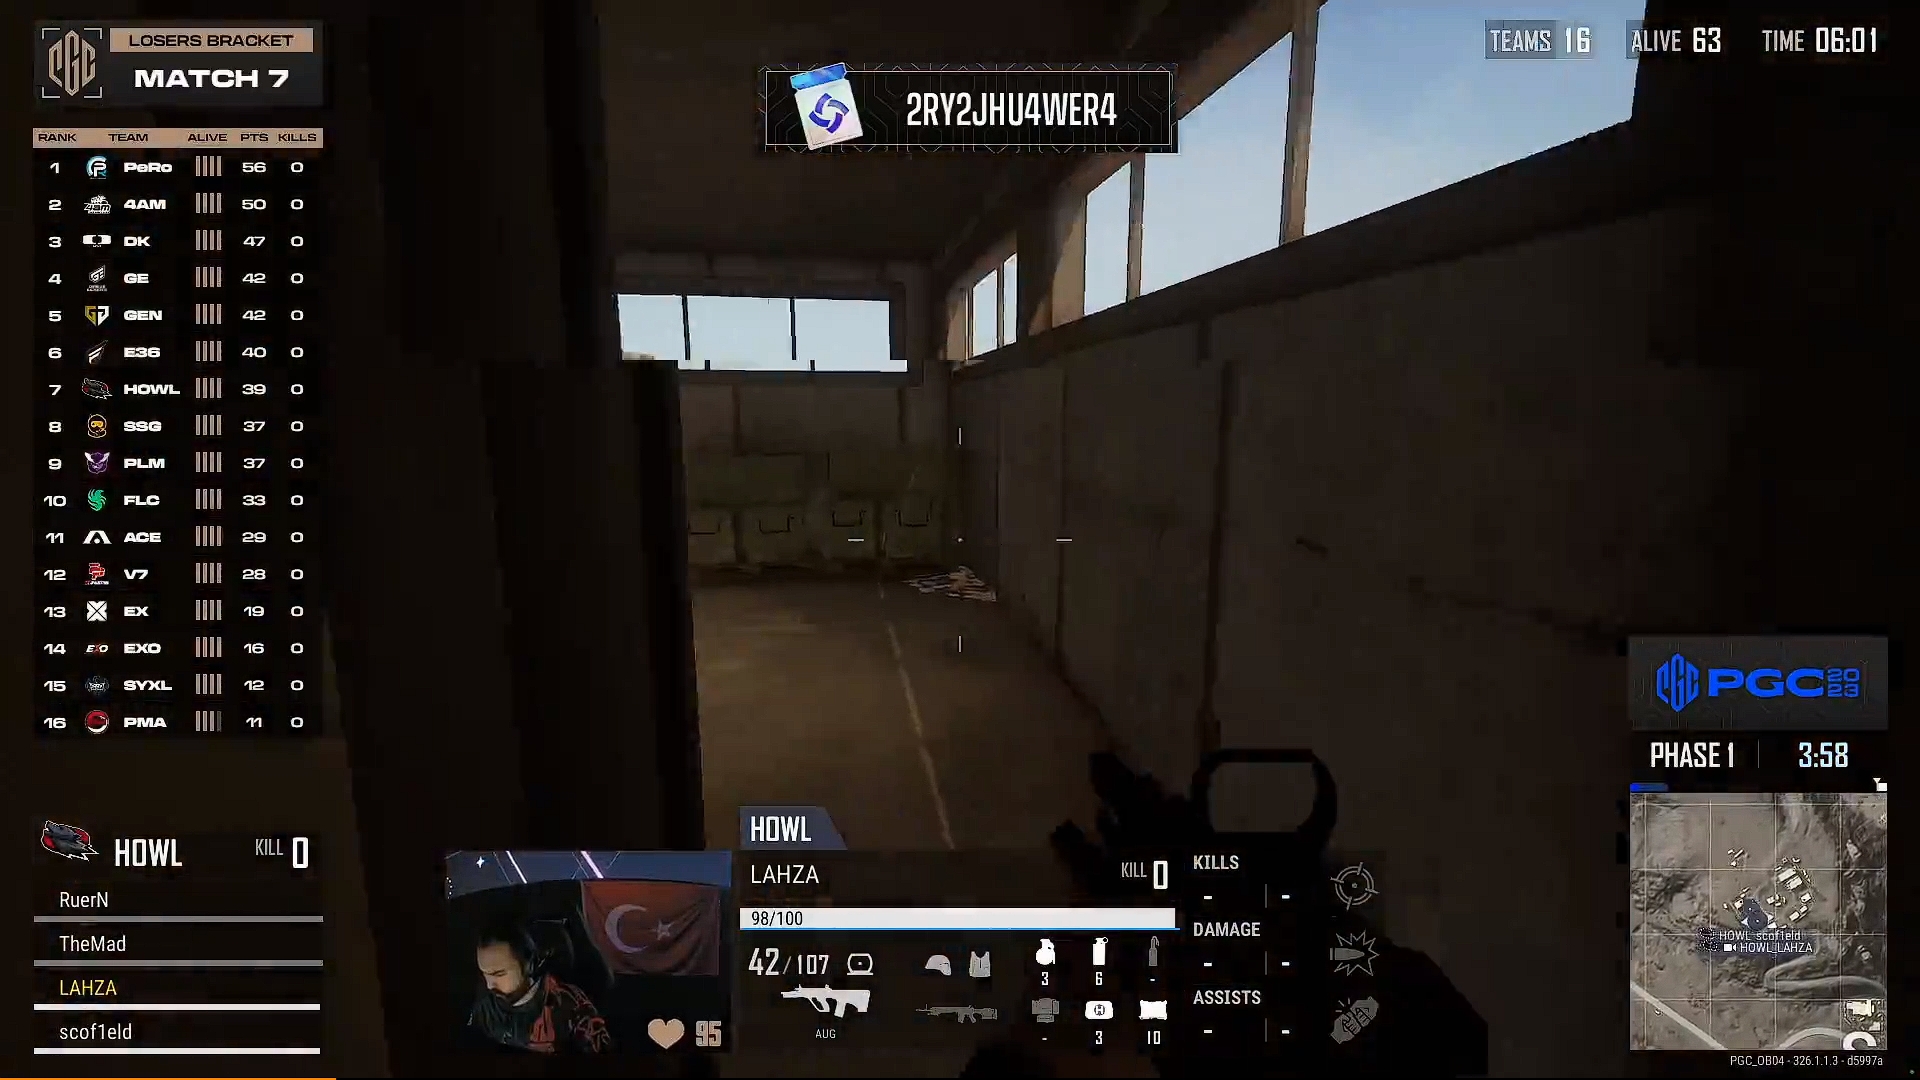 LOSERS BRACKET
MATCH 7
RANK TEAM ALIVE PTS KILLS
1 PeRo 56 0
2 4AM 50 0
3 DK 47 0
4 GE 42 0
5 GEN 42 0
6 E36 40 0
7 HOWL 39 0
8 SSG 37 0
9 PLM 37 0
10 FLC 33 0
11 ACE 29 0
12 V7 28 0
13 EX 19 0
14 EXO EXO 16 0
15 SYXL 12 0
16 PMA 11 0
2RY2JHU4WER4
TEAMS 16 ALIVE 63 TIME 06:01
PGC 2023
PHASE 1 3:58
HOWL_scof1eld
HOWL_LAHZA
HOWL KILL 0
RuerN
TheMad
LAHZA
scof1eld
95
HOWL
LAHZA KILL 0
98/100
42/107
AUG
3 6 -
- 3 10
KILLS
- -
DAMAGE
- -
ASSISTS
- -
PGC_OB04 - 326.1.1.3 - d5997a